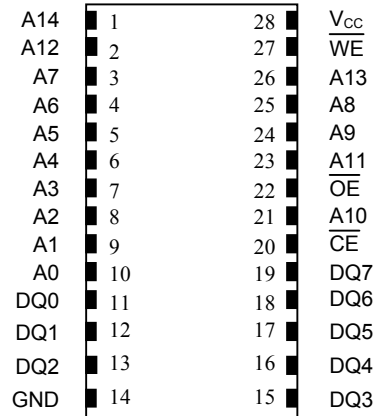 A14 1 28 VCC
A12 2 27 WE
A7 3 26 A13
A6 4 25 A8
A5 5 24 A9
A4 6 23 A11
A3 7 22 OE
A2 8 21 A10
A1 9 20 CE
A0 10 19 DQ7
DQ0 11 18 DQ6
DQ1 12 17 DQ5
DQ2 13 16 DQ4
GND 14 15 DQ3